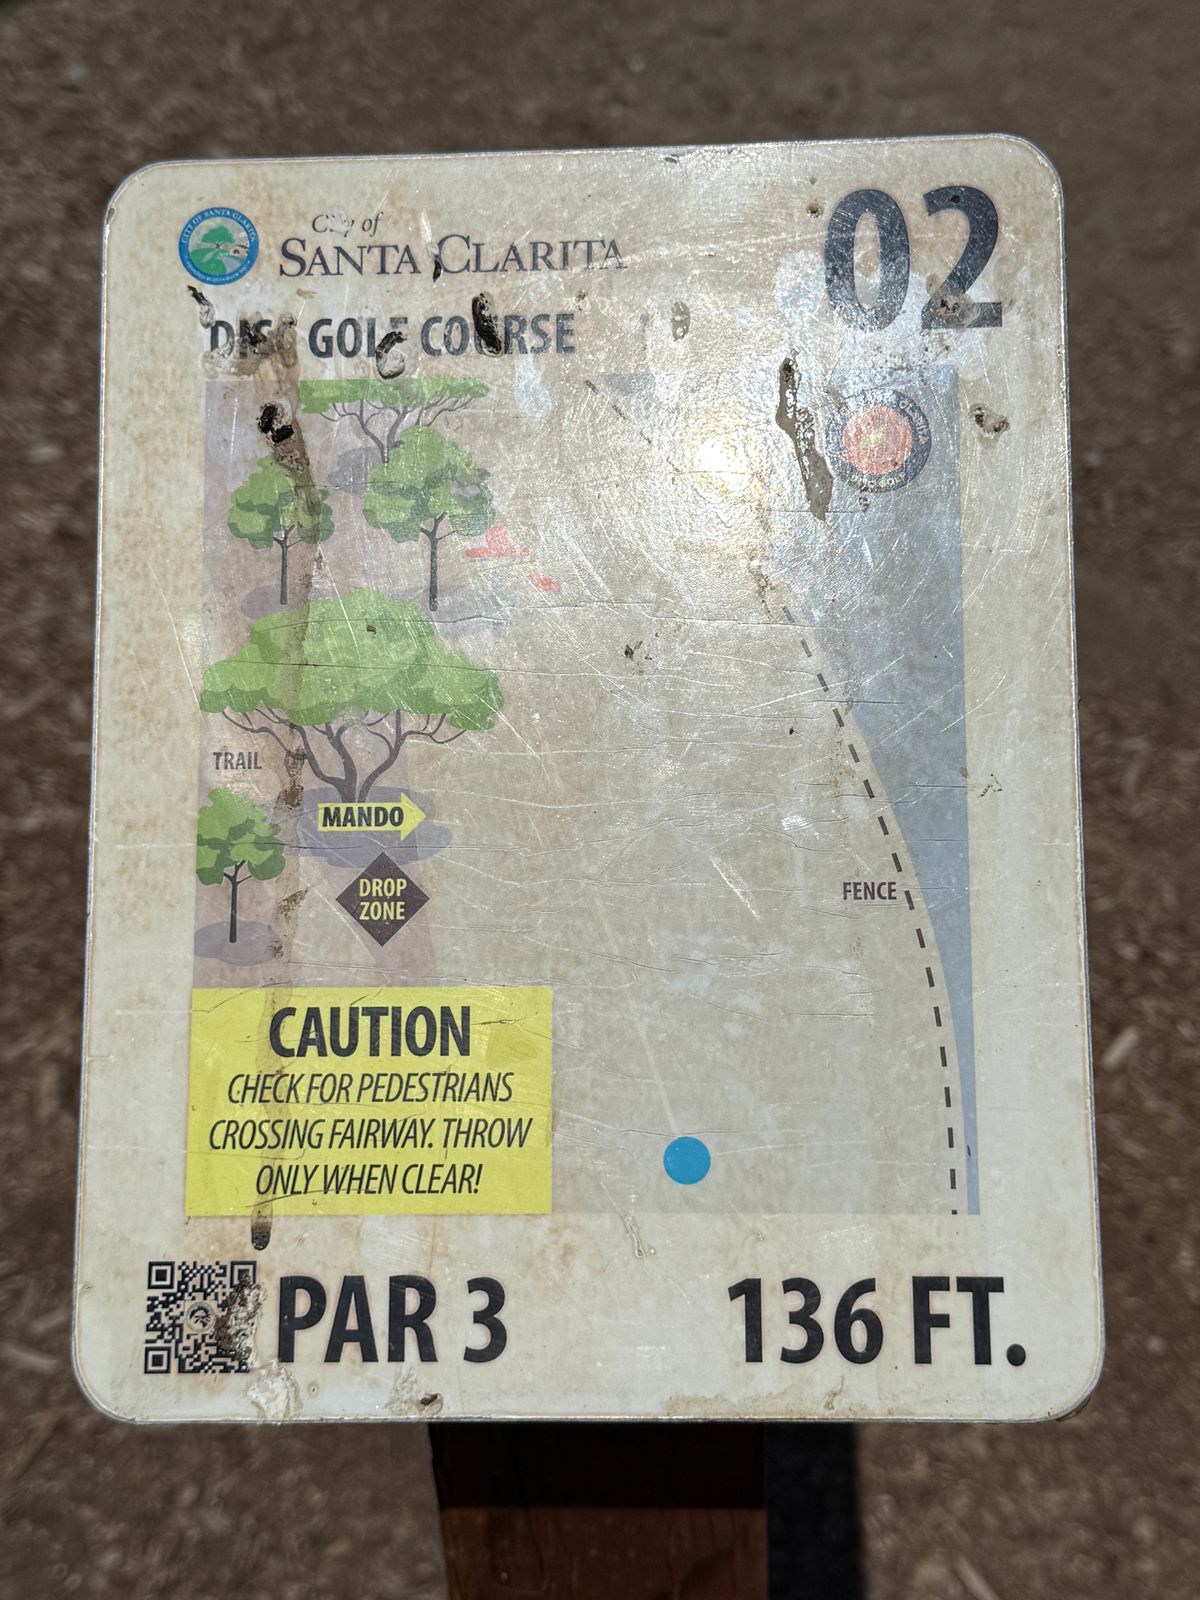 City of
SANTA CLARITA
02
DISC GOLF COURSE
TRAIL
MANDO
DROP
ZONE
FENCE
CAUTION
CHECK FOR PEDESTRIANS
CROSSING FAIRWAY. THROW
ONLY WHEN CLEAR!
PAR 3
136 FT.